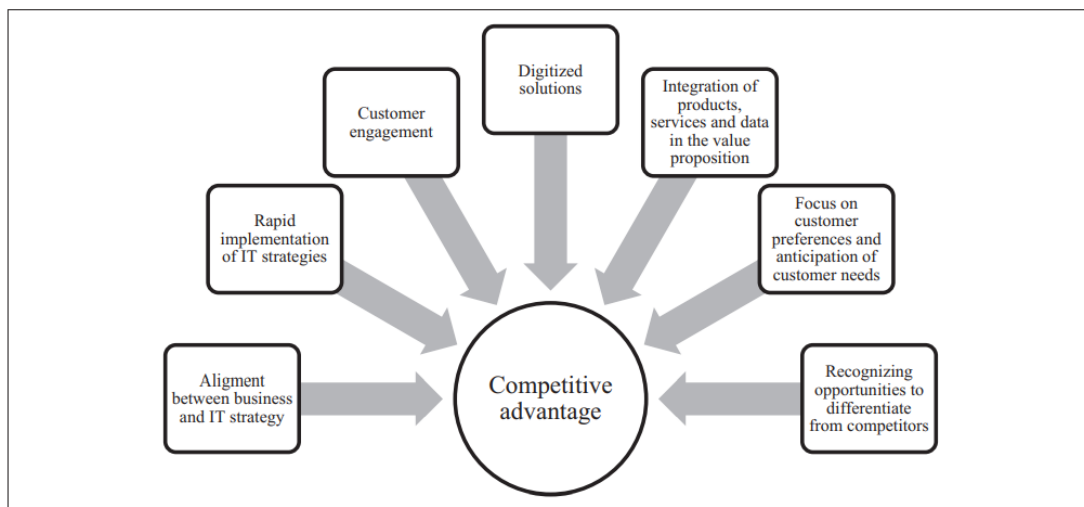 Digitized
solutions
Customer
engagement
Integration of
products,
services and data
in the value
proposition
Rapid
implementation
of IT strategies
Focus on
customer
preferences and
anticipation of
customer needs
Aligment
between business
and IT strategy
Competitive
advantage
Recognizing
opportunities to
differentiate
from competitors